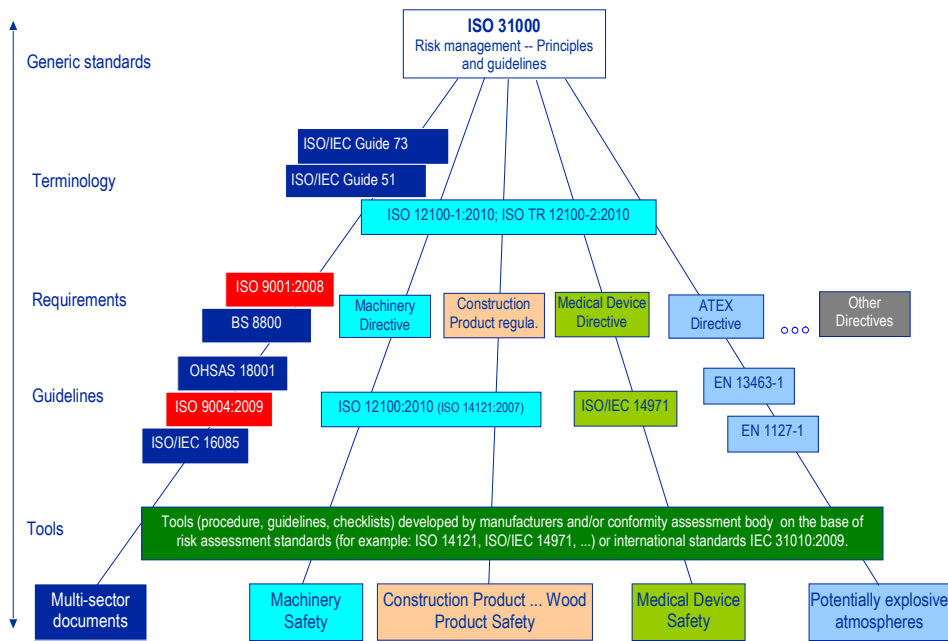 ISO 31000
Risk management -- Principles
and guidelines
Generic standards
ISO/IEC Guide 73
Terminology
ISO/IEC Guide 51
ISO 12100-1:2010; ISO TR 12100-2:2010
ISO 9001:2008
Requirements
BS 8800
Machinery
Directive
Construction
Product regula.
Medical Device
Directive
ATEX
Directive
ooo
Other
Directives
OHSAS 18001
Guidelines
ISO 9004:2009
ISO/IEC 16085
ISO 12100:2010 (ISO 14121:2007)
ISO/IEC 14971
EN 13463-1
EN 1127-1
Tools
Tools (procedure, guidelines, checklists) developed by manufacturers and/or conformity assessment body on the base of
risk assessment standards (for example: ISO 14121, ISO/IEC 14971, ...) or international standards IEC 31010:2009.
Multi-sector
documents
Machinery
Safety
Construction Product ... Wood
Product Safety
Medical Device
Safety
Potentially explosive
atmospheres